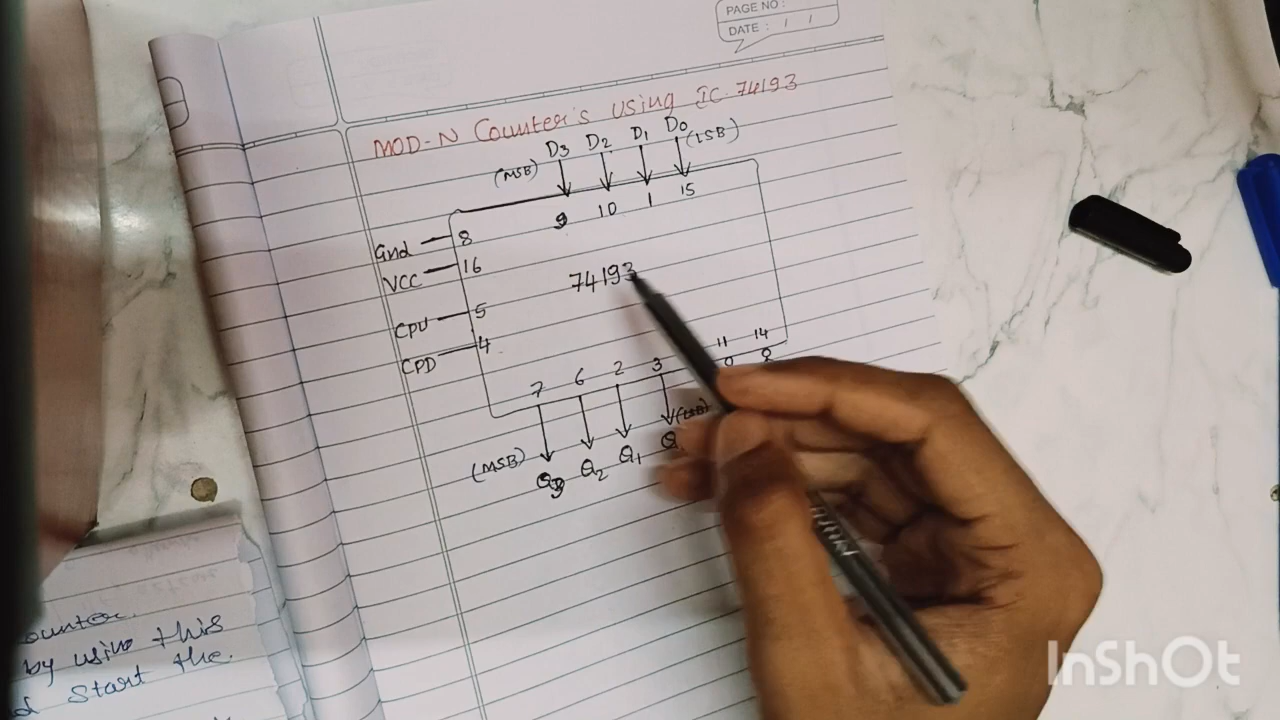 PAGE NO :
DATE : / /
MOD-N Counter's using IC 74193
D3 D2 D1 D0
(MSB) (LSB)
9 10 1 15
Gnd 8
VCC 16
74193
CPU 5
CPD 4
7 6 2 3 11 14
(MSB) (LSB)
Q3 Q2 Q1 Q
ounter.
by using this
d start the.
InShOt